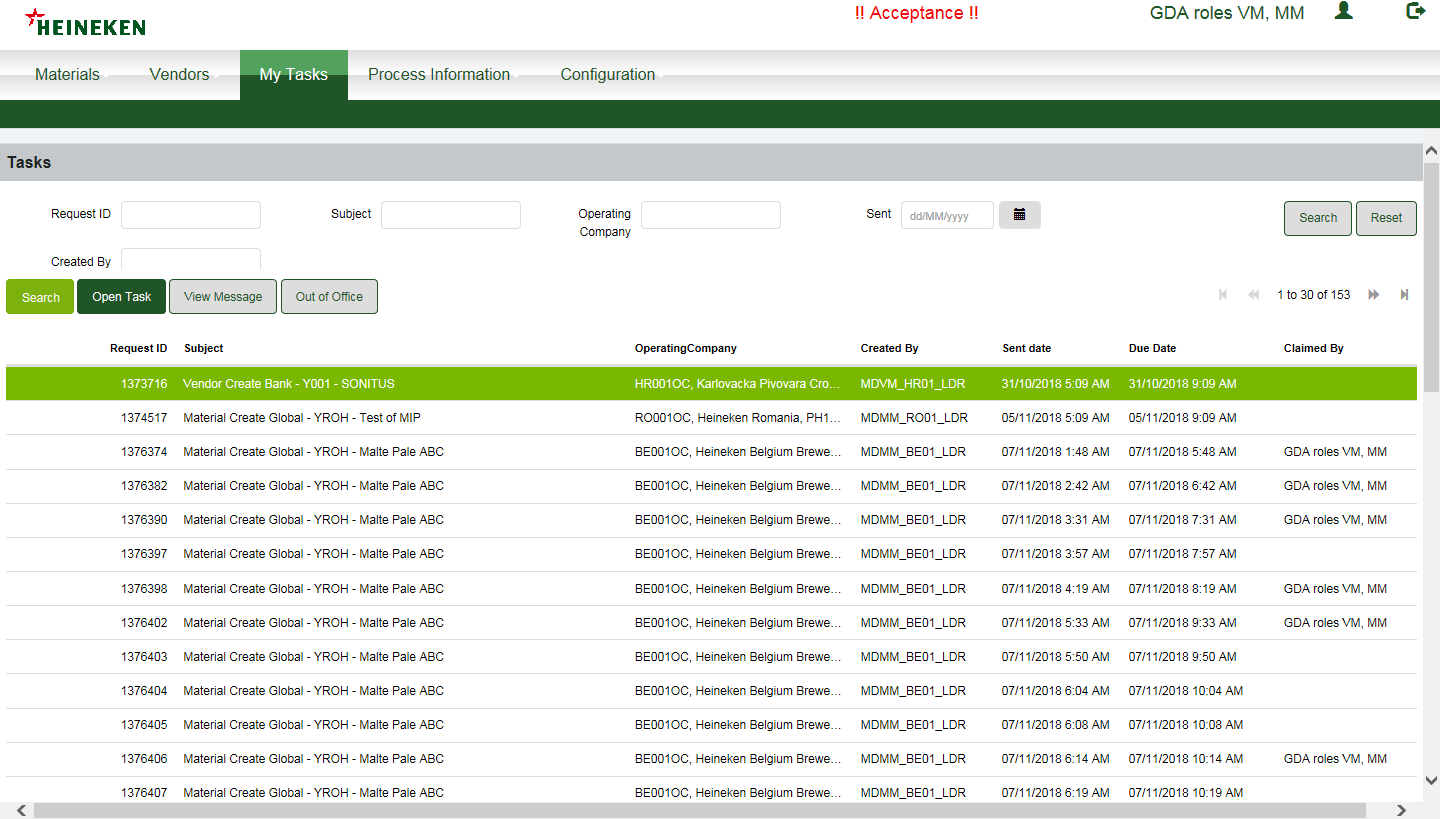 HEINEKEN
!! Acceptance !!
GDA roles VM, MM
Materials Vendors My Tasks Process Information Configuration
Tasks
Request ID Subject Operating Company Sent dd/MM/yyyy Search Reset
Created By
Search Open Task View Message Out of Office 1 to 30 of 153
Request ID Subject OperatingCompany Created By Sent date Due Date Claimed By
1373716 Vendor Create Bank - Y001 - SONITUS HR001OC, Karlovacka Pivovara Cro... MDVM_HR01_LDR 31/10/2018 5:09 AM 31/10/2018 9:09 AM
1374517 Material Create Global - YROH - Test of MIP RO001OC, Heineken Romania, PH1... MDMM_RO01_LDR 05/11/2018 5:09 AM 05/11/2018 9:09 AM
1376374 Material Create Global - YROH - Malte Pale ABC BE001OC, Heineken Belgium Brewe... MDMM_BE01_LDR 07/11/2018 1:48 AM 07/11/2018 5:48 AM GDA roles VM, MM
1376382 Material Create Global - YROH - Malte Pale ABC BE001OC, Heineken Belgium Brewe... MDMM_BE01_LDR 07/11/2018 2:42 AM 07/11/2018 6:42 AM GDA roles VM, MM
1376390 Material Create Global - YROH - Malte Pale ABC BE001OC, Heineken Belgium Brewe... MDMM_BE01_LDR 07/11/2018 3:31 AM 07/11/2018 7:31 AM GDA roles VM, MM
1376397 Material Create Global - YROH - Malte Pale ABC BE001OC, Heineken Belgium Brewe... MDMM_BE01_LDR 07/11/2018 3:57 AM 07/11/2018 7:57 AM
1376398 Material Create Global - YROH - Malte Pale ABC BE001OC, Heineken Belgium Brewe... MDMM_BE01_LDR 07/11/2018 4:19 AM 07/11/2018 8:19 AM GDA roles VM, MM
1376402 Material Create Global - YROH - Malte Pale ABC BE001OC, Heineken Belgium Brewe... MDMM_BE01_LDR 07/11/2018 5:33 AM 07/11/2018 9:33 AM GDA roles VM, MM
1376403 Material Create Global - YROH - Malte Pale ABC BE001OC, Heineken Belgium Brewe... MDMM_BE01_LDR 07/11/2018 5:50 AM 07/11/2018 9:50 AM
1376404 Material Create Global - YROH - Malte Pale ABC BE001OC, Heineken Belgium Brewe... MDMM_BE01_LDR 07/11/2018 6:04 AM 07/11/2018 10:04 AM
1376405 Material Create Global - YROH - Malte Pale ABC BE001OC, Heineken Belgium Brewe... MDMM_BE01_LDR 07/11/2018 6:08 AM 07/11/2018 10:08 AM
1376406 Material Create Global - YROH - Malte Pale ABC BE001OC, Heineken Belgium Brewe... MDMM_BE01_LDR 07/11/2018 6:14 AM 07/11/2018 10:14 AM GDA roles VM, MM
1376407 Material Create Global - YROH - Malte Pale ABC BE001OC, Heineken Belgium Brewe... MDMM_BE01_LDR 07/11/2018 6:19 AM 07/11/2018 10:19 AM